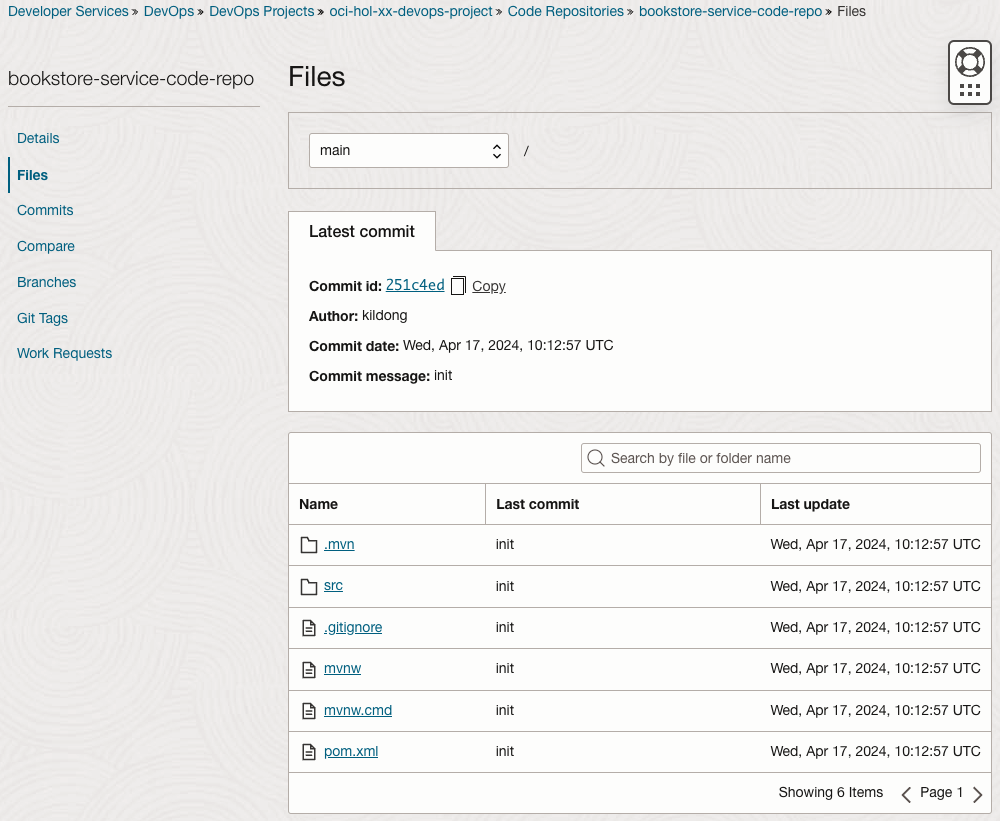 Developer Services » DevOps » DevOps Projects » oci-hol-xx-devops-project » Code Repositories » bookstore-service-code-repo » Files
bookstore-service-code-repo
Details
Files
Commits
Compare
Branches
Git Tags
Work Requests
Files
main /
Latest commit
Commit id: 251c4ed Copy
Author: kildong
Commit date: Wed, Apr 17, 2024, 10:12:57 UTC
Commit message: init
Search by file or folder name
Name Last commit Last update
.mvn init Wed, Apr 17, 2024, 10:12:57 UTC
src init Wed, Apr 17, 2024, 10:12:57 UTC
.gitignore init Wed, Apr 17, 2024, 10:12:57 UTC
mvnw init Wed, Apr 17, 2024, 10:12:57 UTC
mvnw.cmd init Wed, Apr 17, 2024, 10:12:57 UTC
pom.xml init Wed, Apr 17, 2024, 10:12:57 UTC
Showing 6 Items Page 1